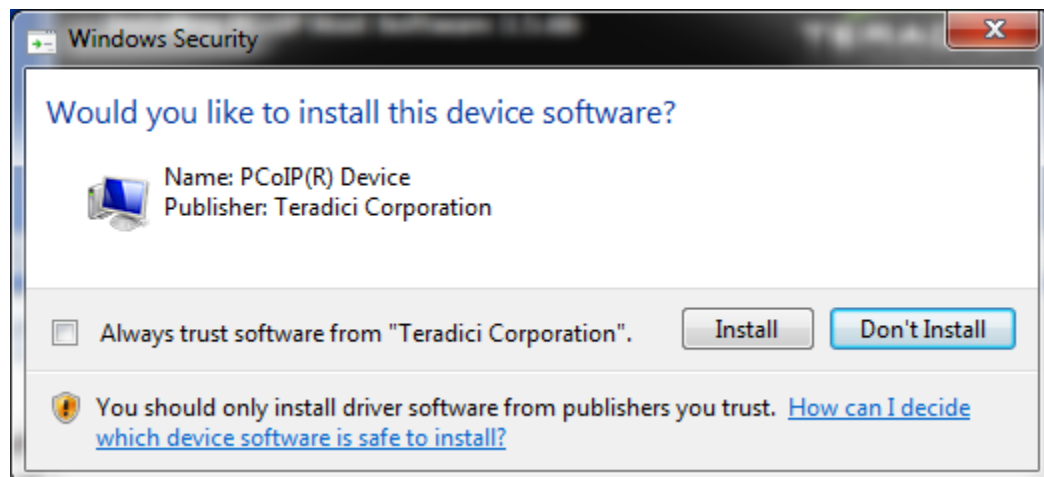 Windows Security
Would you like to install this device software?
Name: PCoIP(R) Device
Publisher: Teradici Corporation
Always trust software from "Teradici Corporation".
Install
Don't Install
You should only install driver software from publishers you trust. How can I decide
which device software is safe to install?